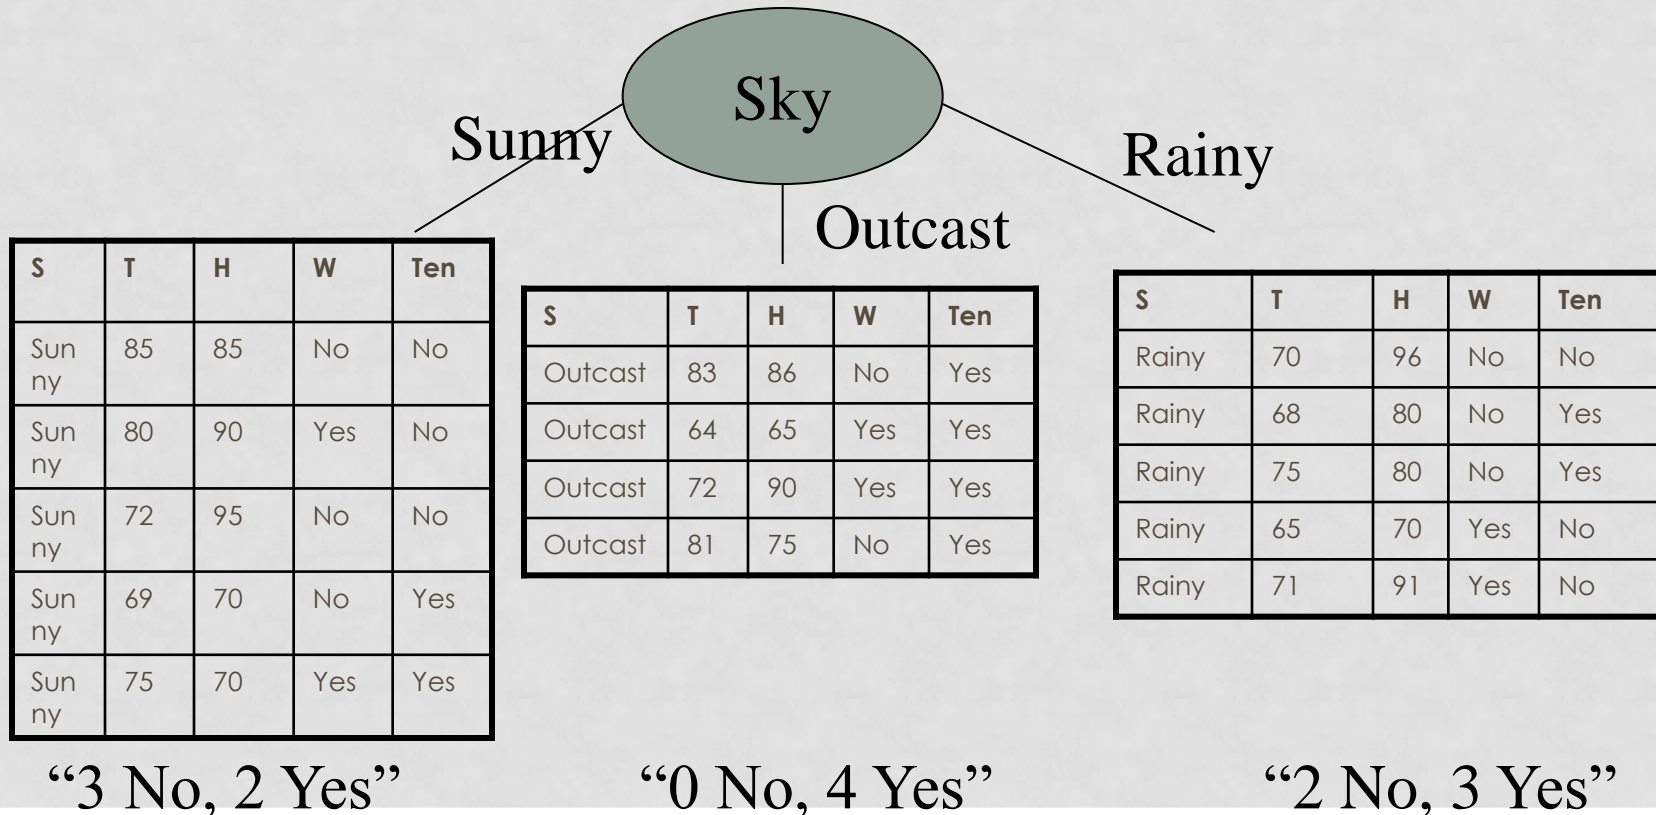 Sky
Sunny
Outcast
Rainy
S T H W Ten
Sun
ny 85 85 No No
Sun
ny 80 90 Yes No
Sun
ny 72 95 No No
Sun
ny 69 70 No Yes
Sun
ny 75 70 Yes Yes
S T H W Ten
Outcast 83 86 No Yes
Outcast 64 65 Yes Yes
Outcast 72 90 Yes Yes
Outcast 81 75 No Yes
S T H W Ten
Rainy 70 96 No No
Rainy 68 80 No Yes
Rainy 75 80 No Yes
Rainy 65 70 Yes No
Rainy 71 91 Yes No
“3 No, 2 Yes”
“0 No, 4 Yes”
“2 No, 3 Yes”